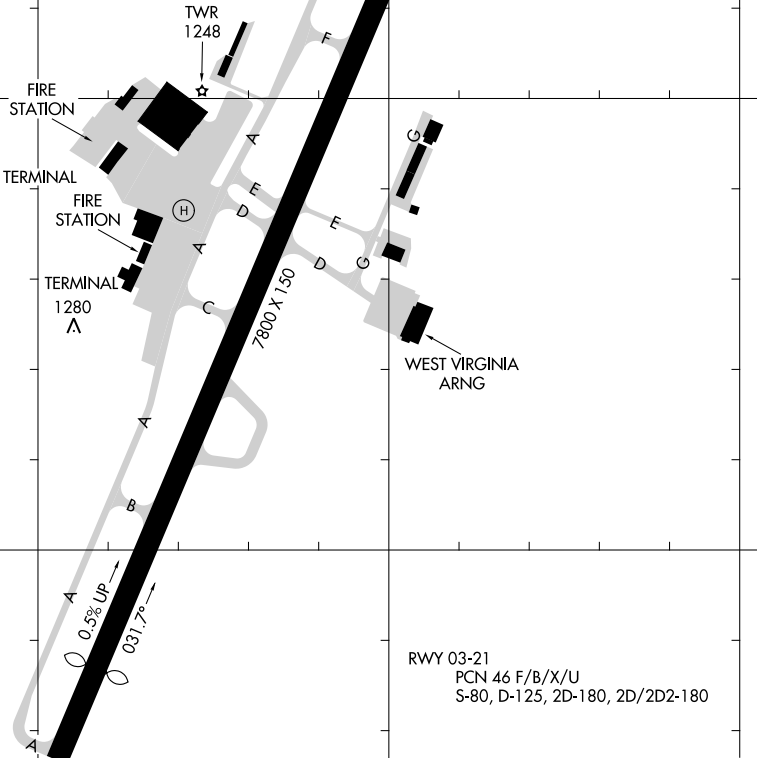 TWR
1248
F
FIRE
STATION
A
G
TERMINAL
E
FIRE
STATION
H
D
E
A
D
G
TERMINAL
1280
C
7800 X 150
WEST VIRGINIA
ARNG
A
B
A
0.5% UP
031.7°
RWY 03-21
PCN 46 F/B/X/U
S-80, D-125, 2D-180, 2D/2D2-180
A